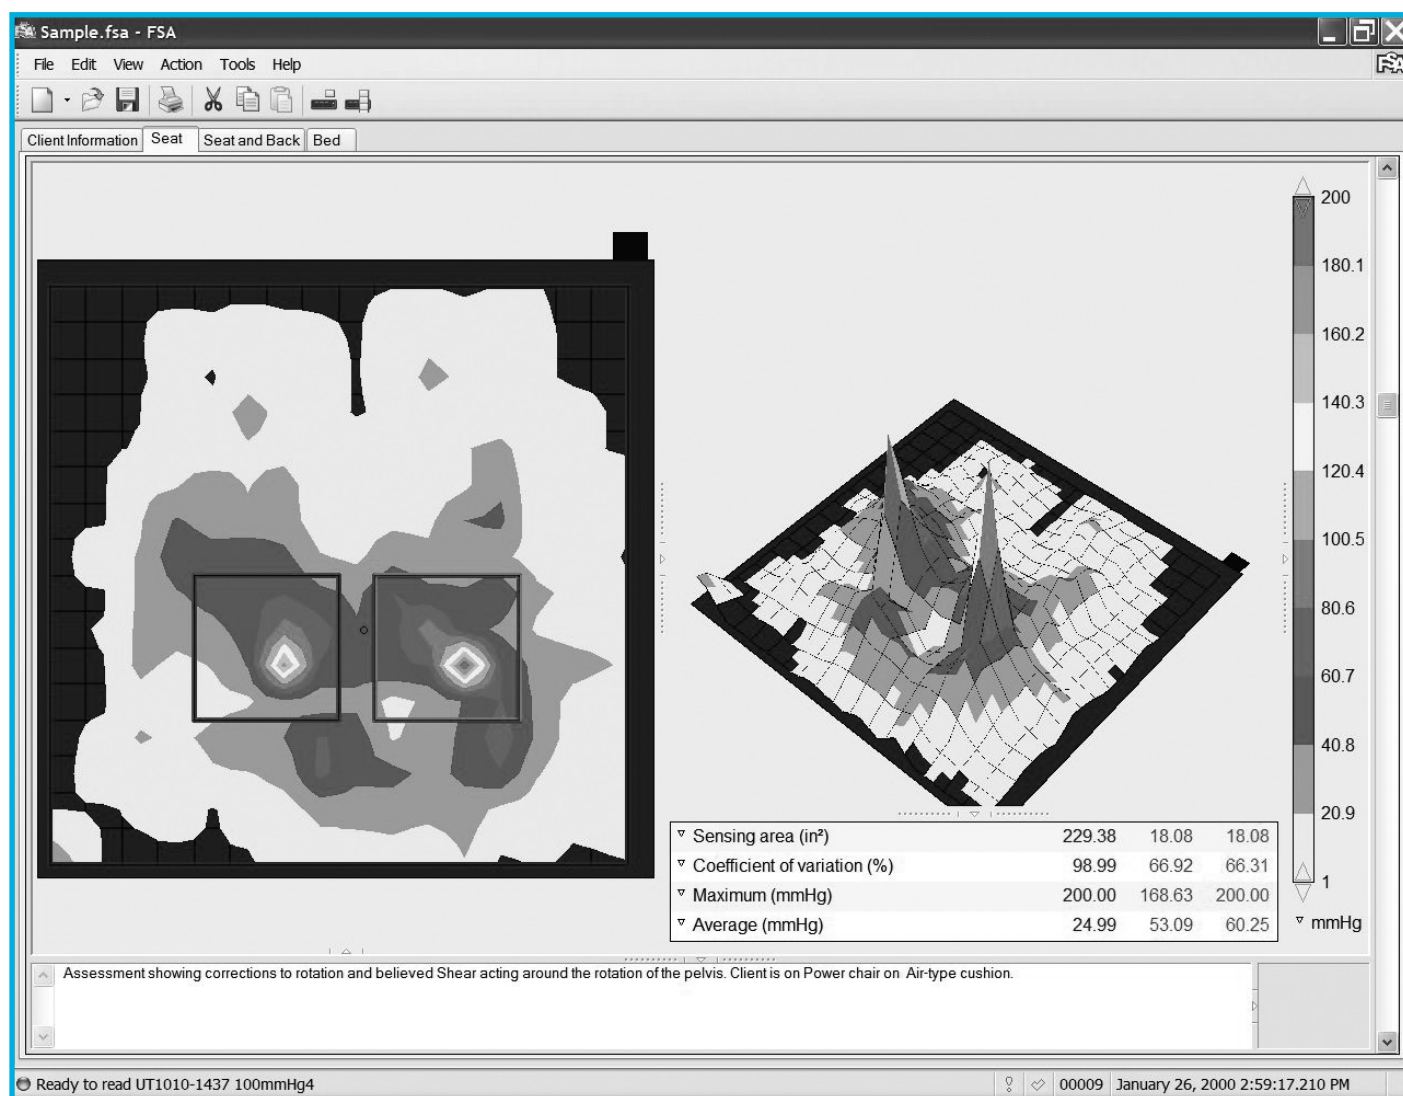 Sample.fsa - FSA
File Edit View Action Tools Help
FSA
Client Information Seat Seat and Back Bed
200
180.1
160.2
140.3
120.4
100.5
80.6
60.7
40.8
20.9
1
mmHg
Sensing area (in²) 229.38 18.08 18.08
Coefficient of variation (%) 98.99 66.92 66.31
Maximum (mmHg) 200.00 168.63 200.00
Average (mmHg) 24.99 53.09 60.25
Assessment showing corrections to rotation and believed Shear acting around the rotation of the pelvis. Client is on Power chair on Air-type cushion.
Ready to read UT1010-1437 100mmHg4 00009 January 26, 2000 2:59:17.210 PM